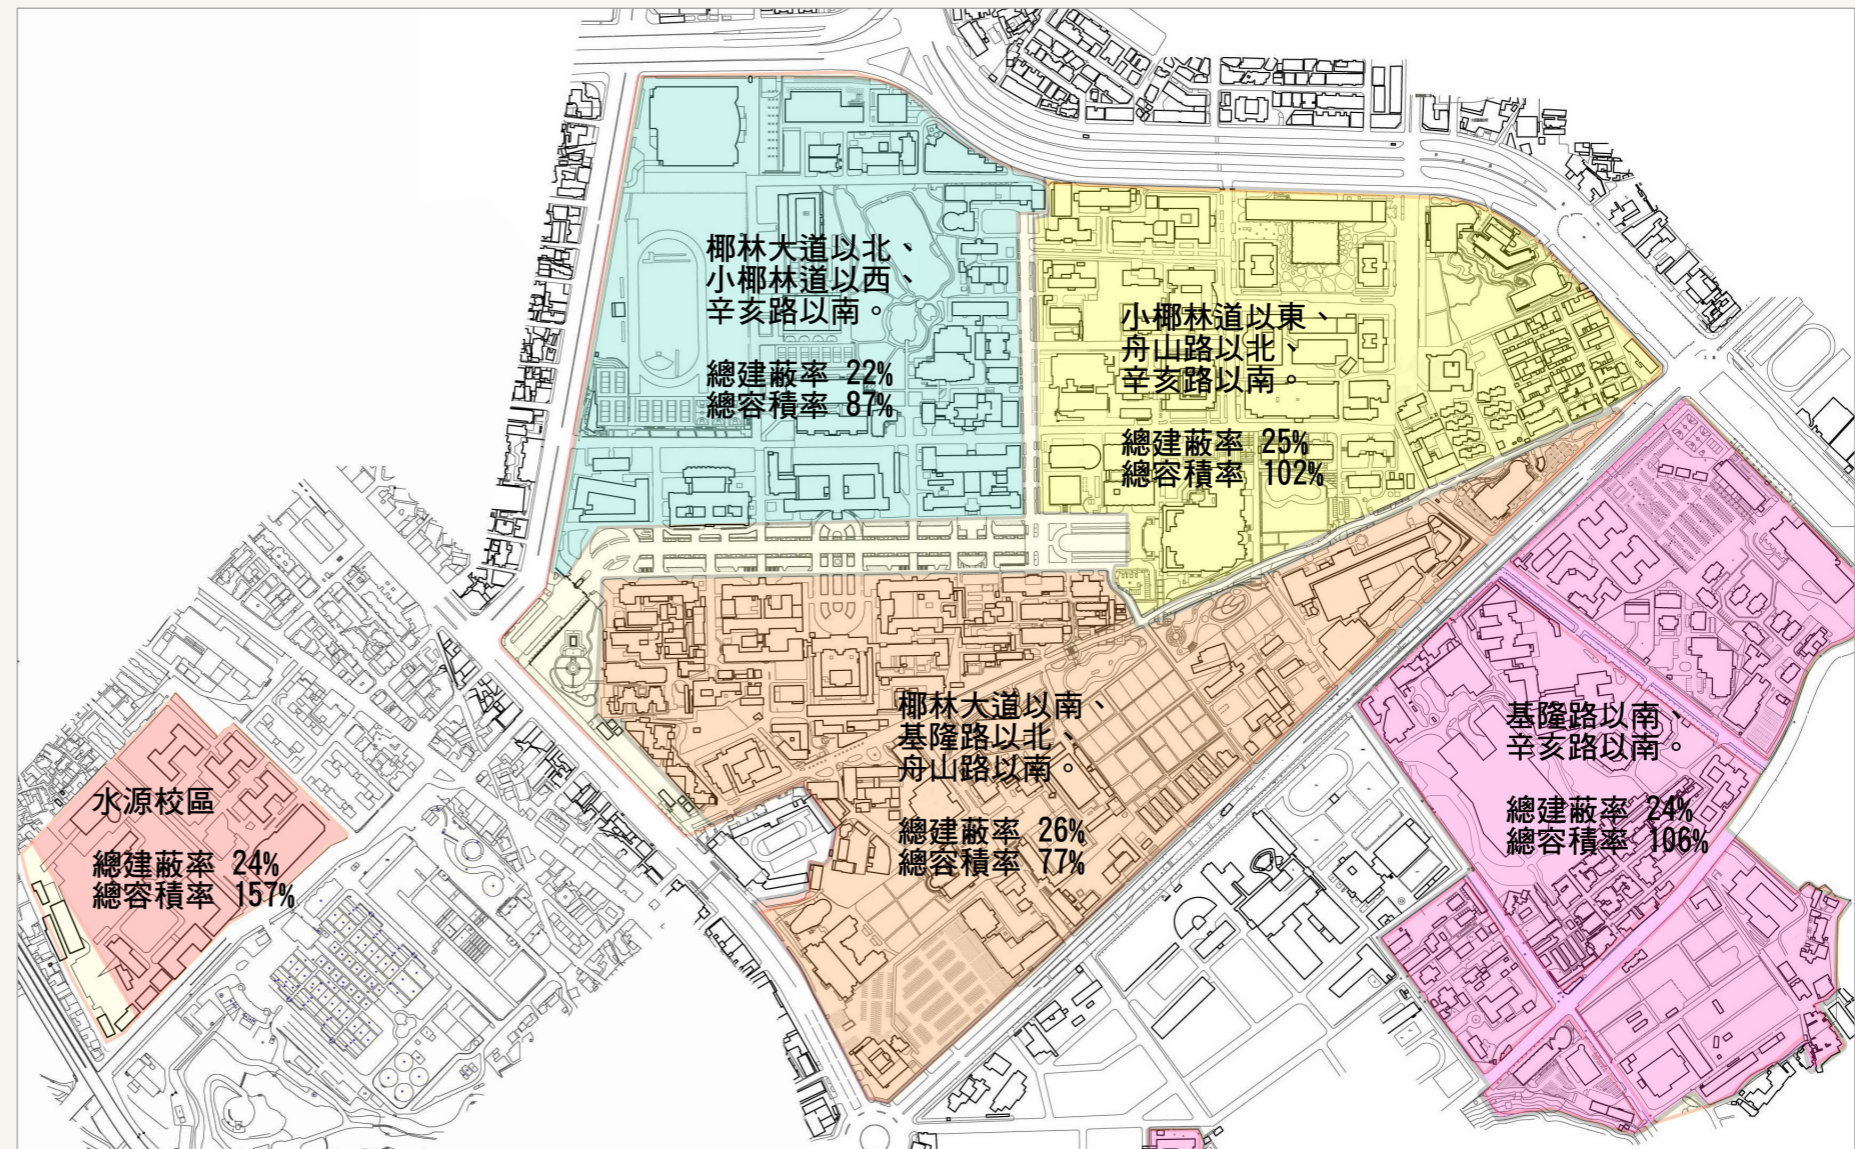 椰林大道以北、
小椰林道以西、
辛亥路以南。
總建蔽率 22%
總容積率 87%
小椰林道以東、
舟山路以北、
辛亥路以南。
總建蔽率 25%
總容積率 102%
椰林大道以南、
基隆路以北、
舟山路以南。
總建蔽率 26%
總容積率 77%
基隆路以南、
辛亥路以南。
總建蔽率 24%
總容積率 106%
水源校區
總建蔽率 24%
總容積率 157%